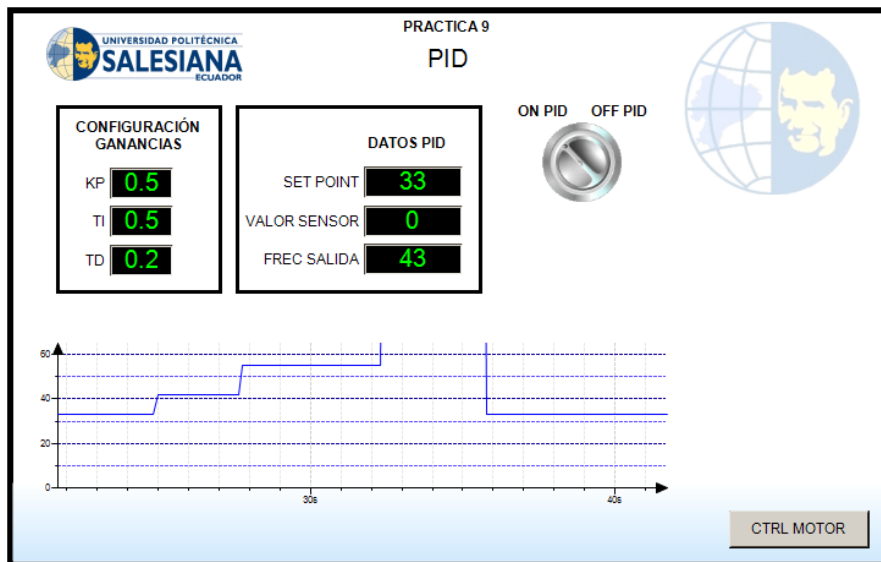 UNIVERSIDAD POLITÉCNICA
SALESIANA
ECUADOR
PRACTICA 9
PID
CONFIGURACIÓN
GANANCIAS
KP 0.5
TI 0.5
TD 0.2
DATOS PID
SET POINT 33
VALOR SENSOR 0
FREC SALIDA 43
ON PID OFF PID
60
40
20
0
30s 40s
CTRL MOTOR